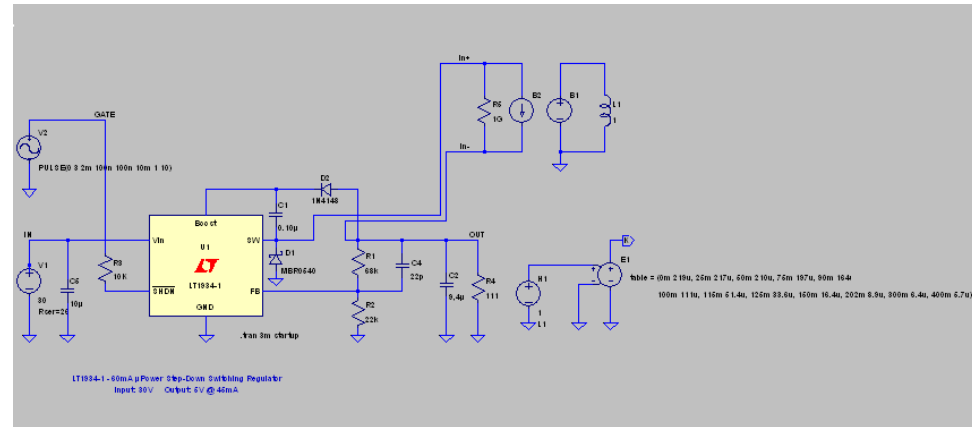 In+
R5
1G
B2
B1
L1
1
In-
GATE
V2
PULSE(0 3 2m 100n 100n 10m 1 10)
D2
1N4148
C1
0.10µ
Boost
IN
Vin
SW
U1
D1
MBR0540
OUT
V1
30
Rser=26
C5
10µ
R3
10K
LT1934-1
SHDN
FB
GND
R1
68k
C4
22p
R2
22k
C2
R4
111
K
E1
H1
1
L1
table = (0m 219u, 25m 217u, 50m 210u, 75m 197u, 90m 164u
100m 111u, 115m 51.4u, 125m 33.6u, 150m 16.4u, 202m 8.9u, 300m 6.4u, 400m 5.7u)
.tran 3m startup
LT1934-1 - 60mA µPower Step-Down Switching Regulator
Input: 30V Output: 5V @ 45mA